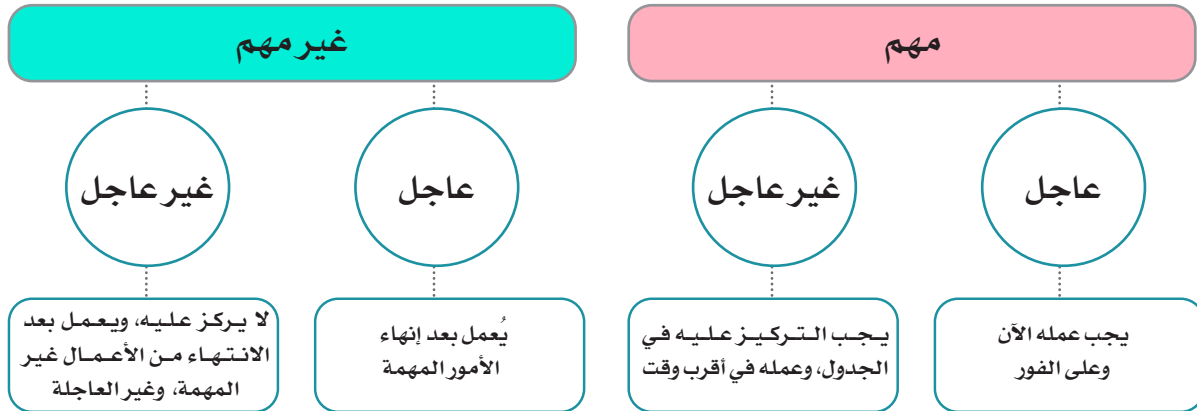 مهم
غير مهم
عاجل
غير عاجل
عاجل
غير عاجل
يجب عمله الآن
وعلى الفور
يجب التركيز عليه في
الجدول، وعمله في أقرب وقت
يُعمل بعد إنهاء
الأمور المهمة
لا يركز عليه، ويعمل بعد
الانتهاء من الأعمال غير
المهمة، وغير العاجلة